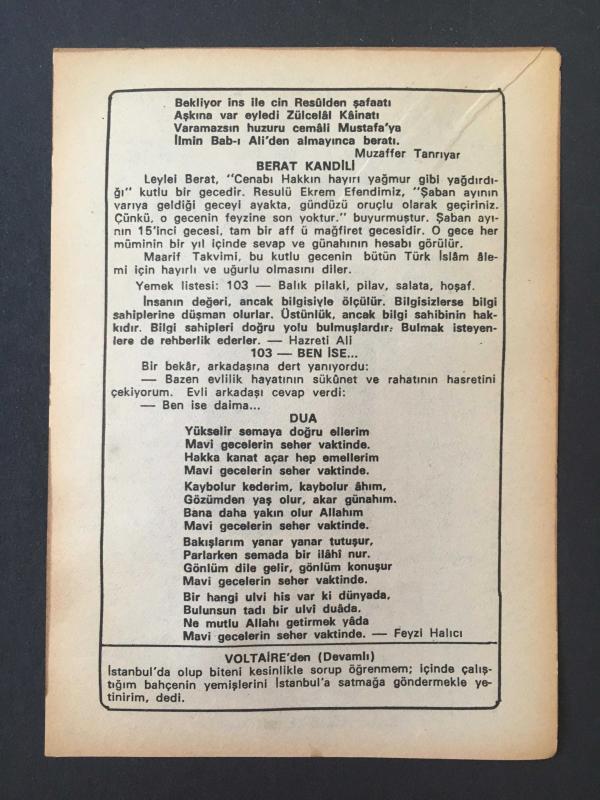 Bekliyor ins ile cin Resûlden şafaatı
Aşkına var eyledi Zülcelâl Kâinatı
Varamazsın huzuru cemâli Mustafa'ya
İlmin Bab-ı Ali'den almayınca beratı.
Muzaffer Tanrıyar
BERAT KANDİLİ
Leylei Berat, "Cenabı Hakkın hayırı yağmur gibi yağdırdı-
ğı" kutlu bir gecedir. Resulü Ekrem Efendimiz, "Şaban ayının
varıya geldiği geceyi ayakta, gündüzü oruçlu olarak geçiriniz.
Çünkü, o gecenin feyzine son yoktur." buyurmuştur. Şaban ayı-
nın 15'inci gecesi, tam bir aff ü mağfiret gecesidir. O gece her
müminin bir yıl içinde sevap ve günahının hesabı görülür.
Maarif Takvimi, bu kutlu gecenin bütün Türk İslâm âle-
mi için hayırlı ve uğurlu olmasını diler.
Yemek listesi: 103 — Balık pilaki, pilav, salata, hoşaf.
İnsanın değeri, ancak bilgisiyle ölçülür. Bilgisizlerse bilgi
sahiplerine düşman olurlar. Üstünlük, ancak bilgi sahibinin hak-
kıdır. Bilgi sahipleri doğru yolu bulmuşlardır. Bulmak isteyen-
lere de rehberlik ederler. — Hazreti Ali
103 — BEN İSE...
Bir bekâr, arkadaşına dert yanıyordu:
— Bazen evlilik hayatının sükûnet ve rahatının hasretini
çekiyorum. Evli arkadaşı cevap verdi:
— Ben ise daima...
DUA
Yükselir semaya doğru ellerim
Mavi gecelerin seher vaktinde.
Hakka kanat açar hep emellerim
Mavi gecelerin seher vaktinde.
Kaybolur kederim, kaybolur âhım,
Gözümden yaş olur, akar günahım.
Bana daha yakın olur Allahım
Mavi gecelerin seher vaktinde.
Bakışlarım yanar yanar tutuşur,
Parlarken semada bir ilâhî nur.
Gönlüm dile gelir, gönlüm konuşur
Mavi gecelerin seher vaktinde.
Bir hangi ulvi his var ki dünyada,
Bulunsun tadı bir ulvi duâda,
Ne mutlu Allahı getirmek yâda
Mavi gecelerin seher vaktinde. — Feyzi Halıcı
VOLTAİRE'den (Devamlı)
İstanbul'da olup biteni kesinlikle sorup öğrenmem; içinde çalış-
tığım bahçenin yemişlerini İstanbul'a satmağa göndermekle ye-
tinirim, dedi.